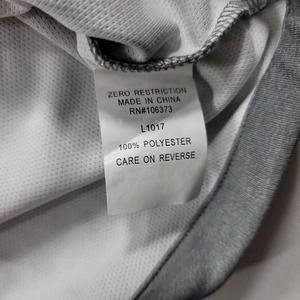 ZERO RESTRICTION
MADE IN CHINA
RN#106373
L1017
100% POLYESTER
CARE ON REVERSE